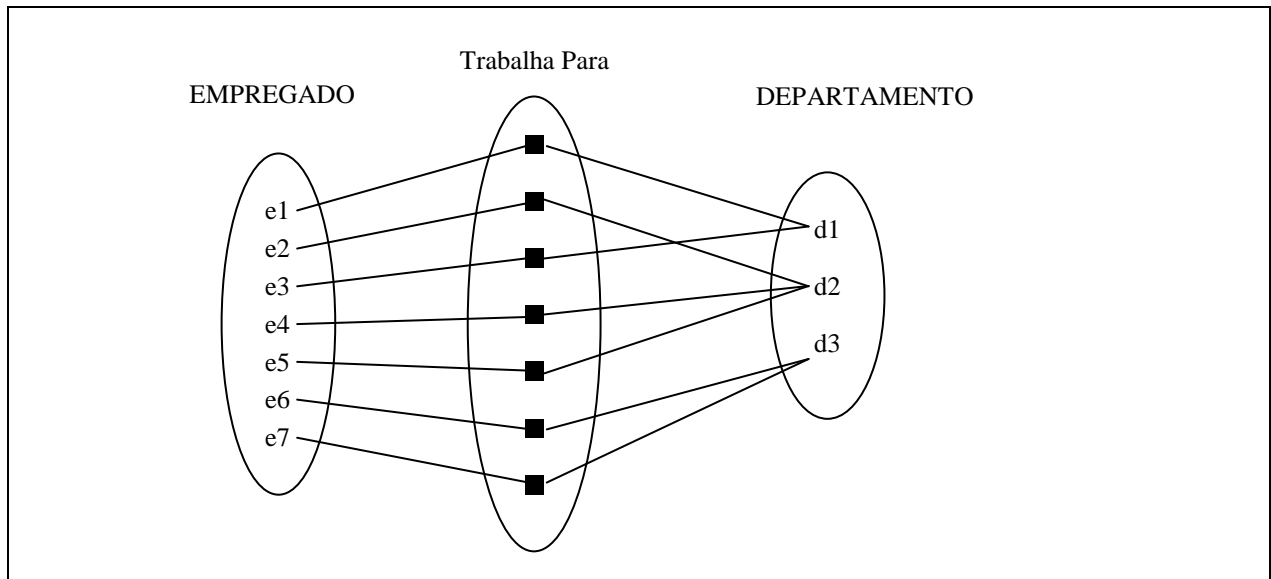 Trabalha Para
EMPREGADO
DEPARTAMENTO
e1
e2
e3
e4
e5
e6
e7
d1
d2
d3